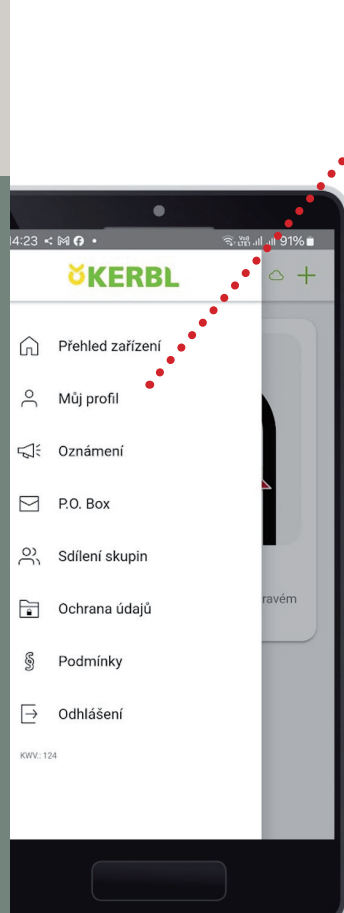 14:23
91%
KERBL
Přehled zařízení
Můj profil
Oznámení
P.O. Box
Sdílení skupin
ravém
Ochrana údajů
§ Podmínky
Odhlášení
KWV.: 124